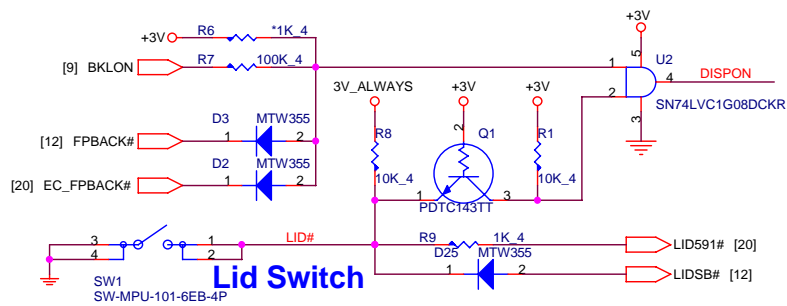 R6
*1K_4
+3V
[9] BKLON
R7
100K_4
+3V
5
U2
1
2
4
DISPON
SN74LVC1G08DCKR
3
D3
MTW355
[12] FPBACK#
1
2
D2
MTW355
[20] EC_FPBACK#
1
2
3V_ALWAYS
+3V
+3V
R8
10K_4
2
Q1
1
3
PDTC143TT
R1
10K_4
3
4
1
2
LID#
SW1
SW-MPU-101-6EB-4P
Lid Switch
R9
1K_4
LID591# [20]
D25
MTW355
1
2
LIDSB# [12]